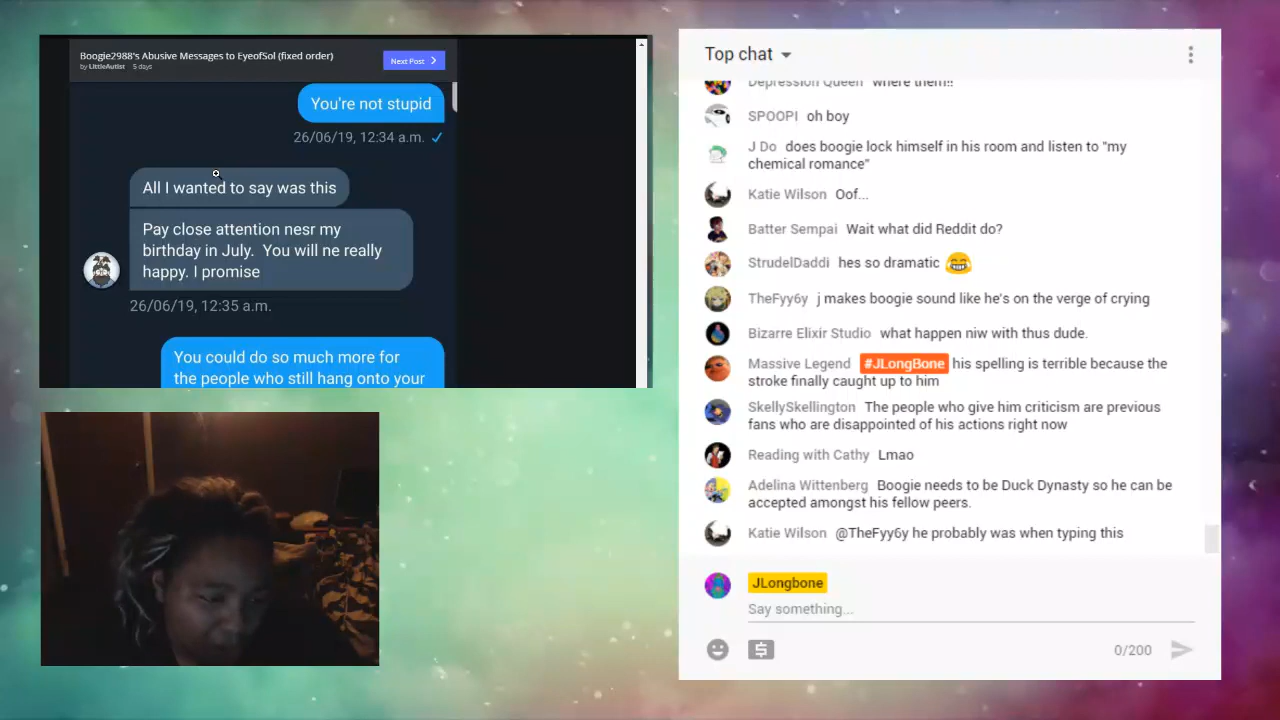 Boogie2988's Abusive Messages to EyeofSol (fixed order)
by LittleAutist 5 days
Next Post
You're not stupid
26/06/19, 12:34 a.m.
All I wanted to say was this
Pay close attention nesr my
birthday in July. You will ne really
happy. I promise
26/06/19, 12:35 a.m.
You could do so much more for
the people who still hang onto your
Top chat
Depression Queen where them!!
SPOOPI oh boy
J Do does boogie lock himself in his room and listen to "my
chemical romance"
Katie Wilson Oof...
Batter Sempai Wait what did Reddit do?
StrudelDaddi hes so dramatic 😂
TheFyy6y j makes boogie sound like he's on the verge of crying
Bizarre Elixir Studio what happen niw with thus dude.
Massive Legend #JLongBone his spelling is terrible because the
stroke finally caught up to him
SkellySkellington The people who give him criticism are previous
fans who are disappointed of his actions right now
Reading with Cathy Lmao
Adelina Wittenberg Boogie needs to be Duck Dynasty so he can be
accepted amongst his fellow peers.
Katie Wilson @TheFyy6y he probably was when typing this
JLongbone
Say something...
0/200